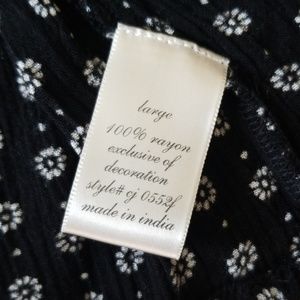 large
100% rayon
exclusive of
decoration
style# cj 0552f
made in india